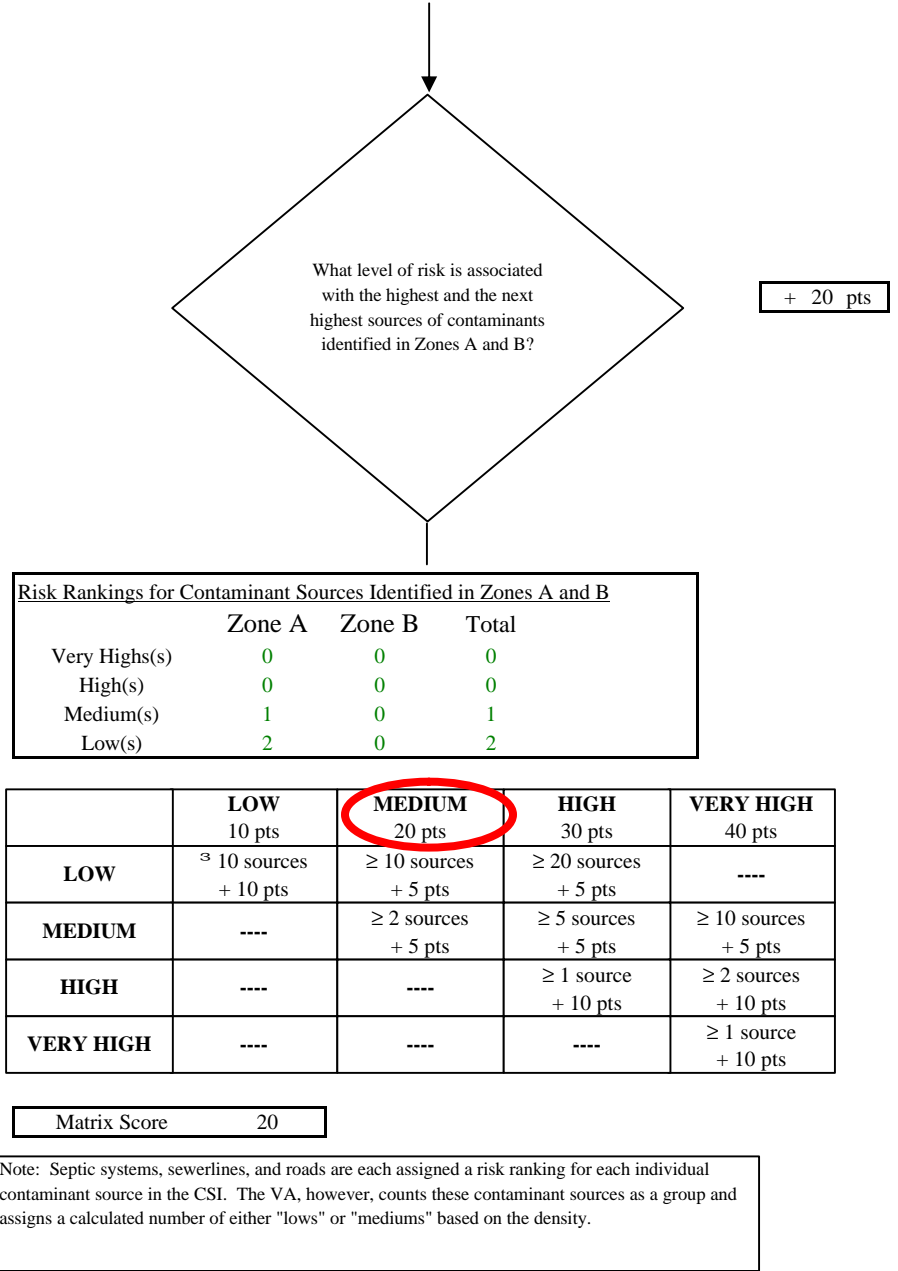 What level of risk is associated
with the highest and the next
highest sources of contaminants
identified in Zones A and B?
+ 20 pts
Risk Rankings for Contaminant Sources Identified in Zones A and B
Zone A Zone B Total
Very Highs(s) 0 0 0
High(s) 0 0 0
Medium(s) 1 0 1
Low(s) 2 0 2
LOW MEDIUM HIGH VERY HIGH
10 pts 20 pts 30 pts 40 pts
LOW
³ 10 sources ≥ 10 sources ≥ 20 sources ----
+ 10 pts + 5 pts + 5 pts
MEDIUM
---- ≥ 2 sources ≥ 5 sources ≥ 10 sources
+ 5 pts + 5 pts + 5 pts
HIGH
---- ---- ≥ 1 source ≥ 2 sources
+ 10 pts + 10 pts
VERY HIGH
---- ---- ---- ≥ 1 source
+ 10 pts
Matrix Score 20
Note: Septic systems, sewerlines, and roads are each assigned a risk ranking for each individual
contaminant source in the CSI. The VA, however, counts these contaminant sources as a group and
assigns a calculated number of either "lows" or "mediums" based on the density.